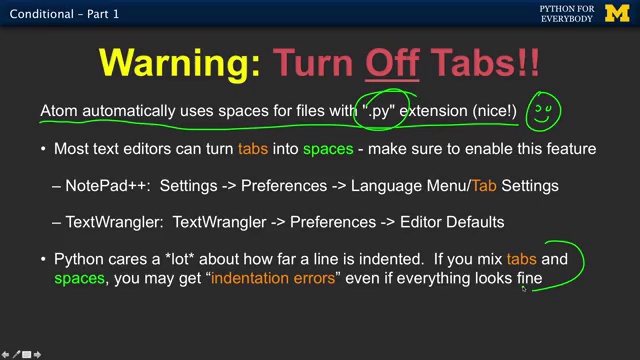 Conditional – Part 1
PYTHON FOR
EVERYBODY
Warning: Turn Off Tabs!!
Atom automatically uses spaces for files with ".py" extension (nice!)
• Most text editors can turn tabs into spaces - make sure to enable this feature
– NotePad++: Settings -> Preferences -> Language Menu/Tab Settings
– TextWrangler: TextWrangler -> Preferences -> Editor Defaults
• Python cares a *lot* about how far a line is indented. If you mix tabs and
spaces, you may get “indentation errors” even if everything looks fine